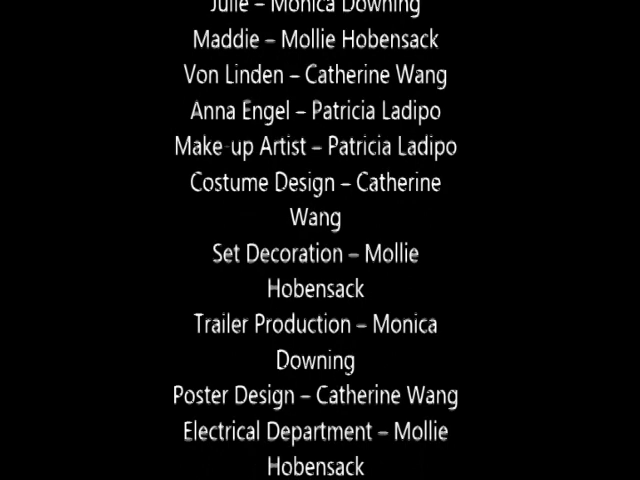 Julie – Monica Downing
Maddie – Mollie Hobensack
Von Linden – Catherine Wang
Anna Engel – Patricia Ladipo
Make-up Artist – Patricia Ladipo
Costume Design – Catherine
Wang
Set Decoration – Mollie
Hobensack
Trailer Production – Monica
Downing
Poster Design – Catherine Wang
Electrical Department – Mollie
Hobensack